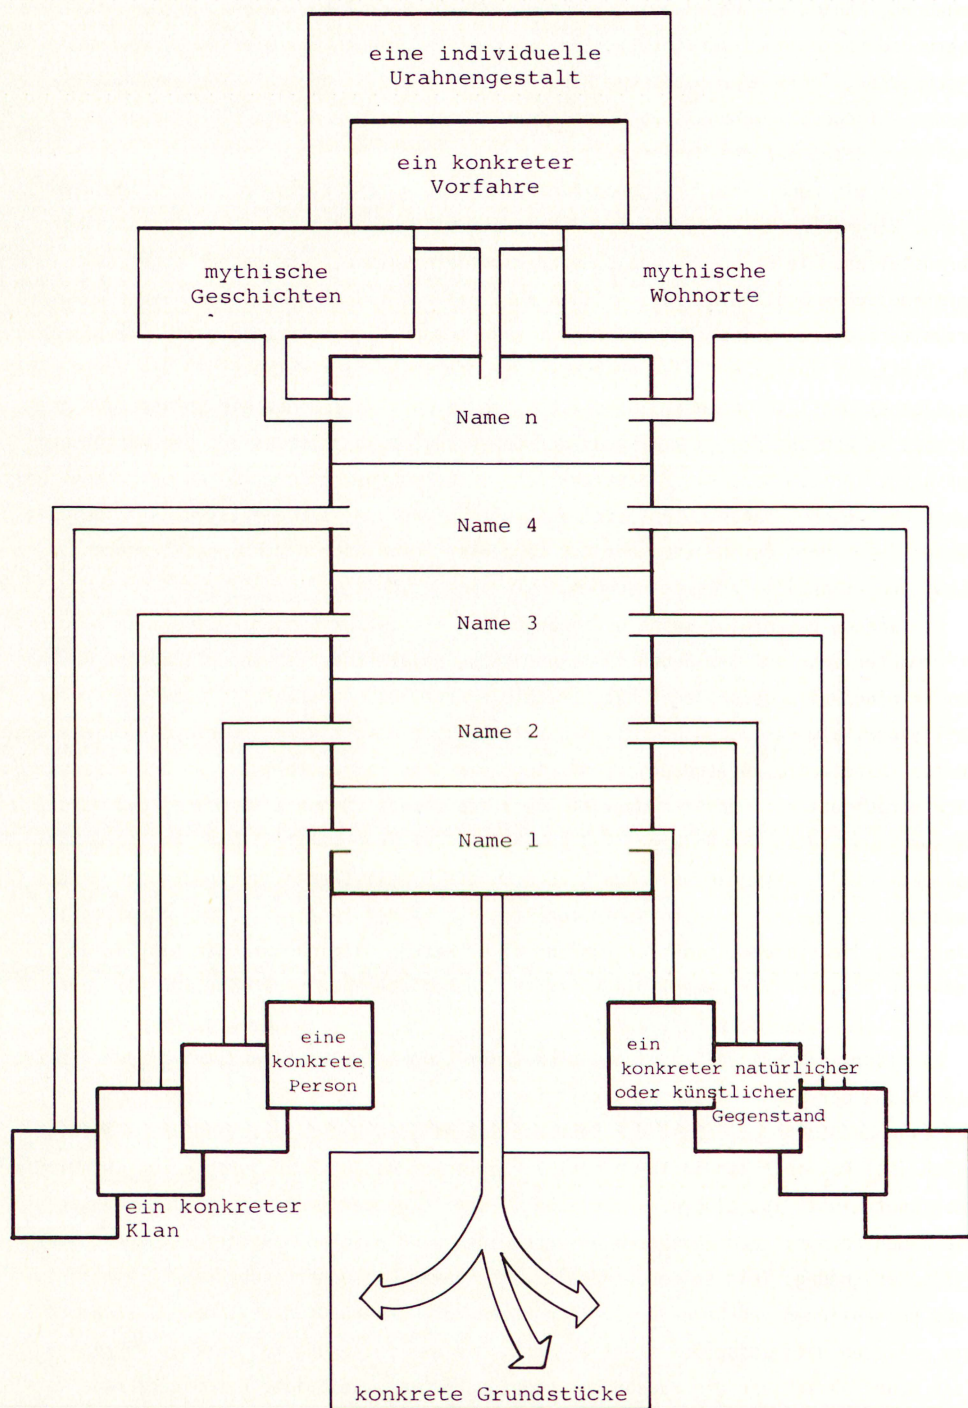 eine individuelle
Urahnengestalt
ein konkreter
Vorfahre
mythische
Geschichten
mythische
Wohnorte
Name n
Name 4
Name 3
Name 2
Name 1
eine
konkrete
Person
ein
konkreter natürlicher
oder künstlicher
Gegenstand
ein konkreter
Klan
konkrete Grundstücke